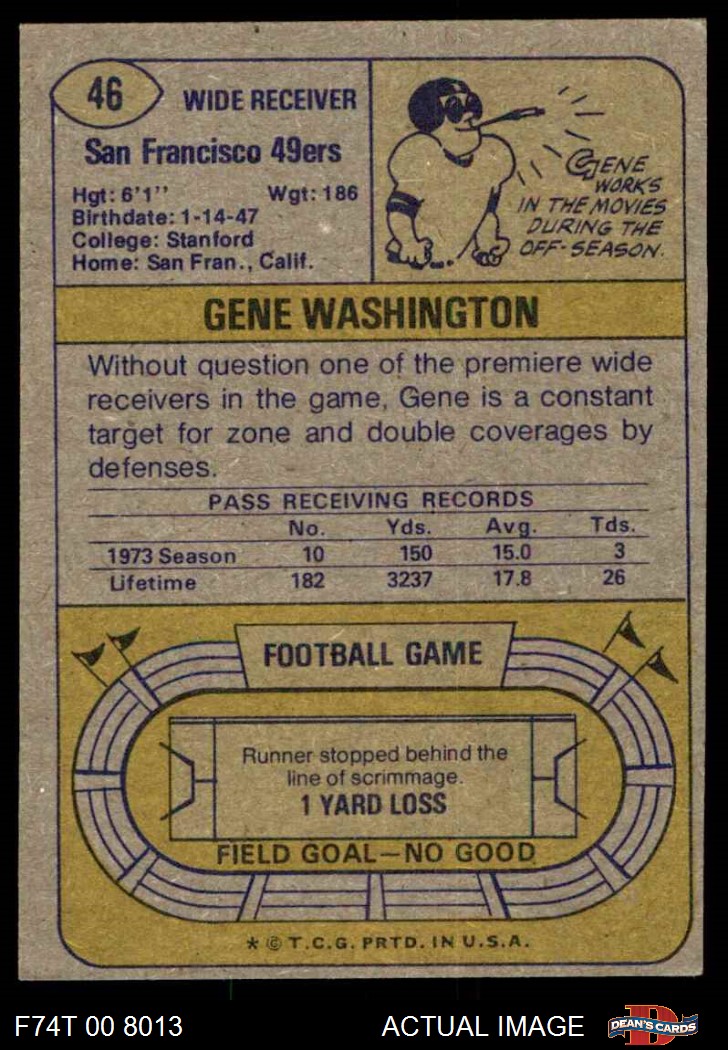 46
WIDE RECEIVER
San Francisco 49ers
Hgt: 6'1'' Wgt: 186
Birthdate: 1-14-47
College: Stanford
Home: San Fran., Calif.
GENE
WORKS
IN THE MOVIES
DURING THE
OFF-SEASON.
GENE WASHINGTON
Without question one of the premiere wide
receivers in the game, Gene is a constant
target for zone and double coverages by
defenses.
PASS RECEIVING RECORDS
No. Yds. Avg. Tds.
1973 Season 10 150 15.0 3
Lifetime 182 3237 17.8 26
FOOTBALL GAME
Runner stopped behind the
line of scrimmage.
1 YARD LOSS
FIELD GOAL—NO GOOD
* © T.C.G. PRTD. IN U.S.A.
F74T 00 8013 ACTUAL IMAGE
D
DEAN'S CARDS